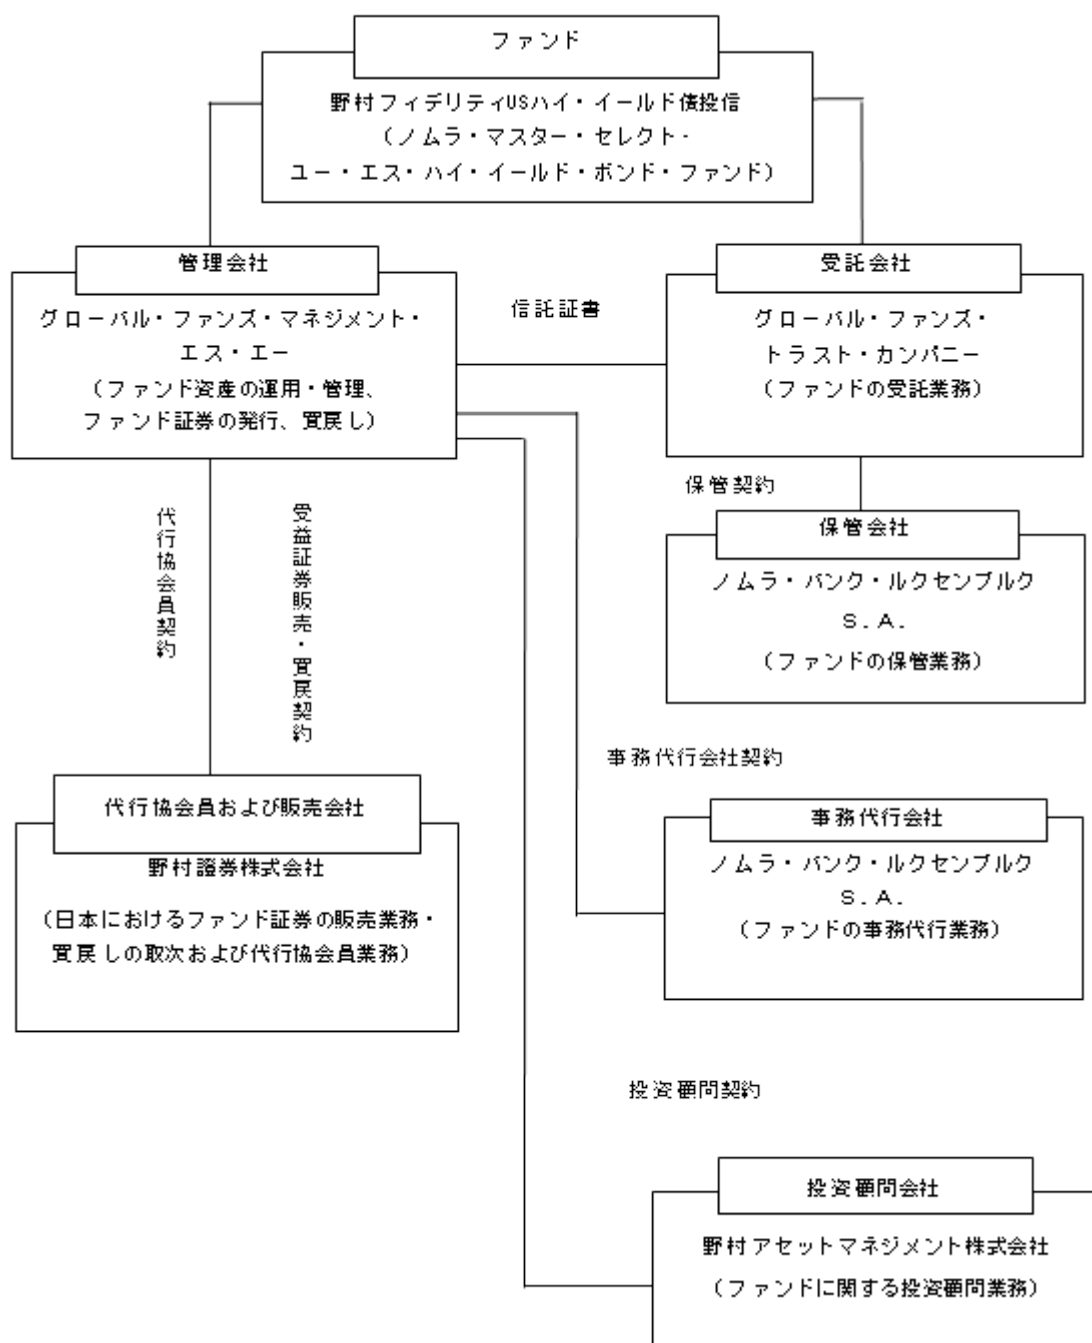 ファンド
野村フィデリティUSハイ・イールド債投信
（ノムラ・マスター・セレクト-
ユー・エス・ハイ・イールド・ボンド・ファンド）
管理会社
グローバル・ファンズ・マネジメント・
エス・エー
（ファンド資産の運用・管理、
ファンド証券の発行、買戻し）
信託証書
受託会社
グローバル・ファンズ・
トラスト・カンパニー
（ファンドの受託業務）
保管契約
保管会社
ノムラ・バンク・ルクセンブルク
S．A．
（ファンドの保管業務）
代行協会員契約
受益証券販売・買戻契約
代行協会員および販売会社
野村證券株式会社
（日本におけるファンド証券の販売業務・
買戻しの取次および代行協会員業務）
事務代行会社契約
事務代行会社
ノムラ・バンク・ルクセンブルク
S．A．
（ファンドの事務代行業務）
投資顧問契約
投資顧問会社
野村アセットマネジメント株式会社
（ファンドに関する投資顧問業務）